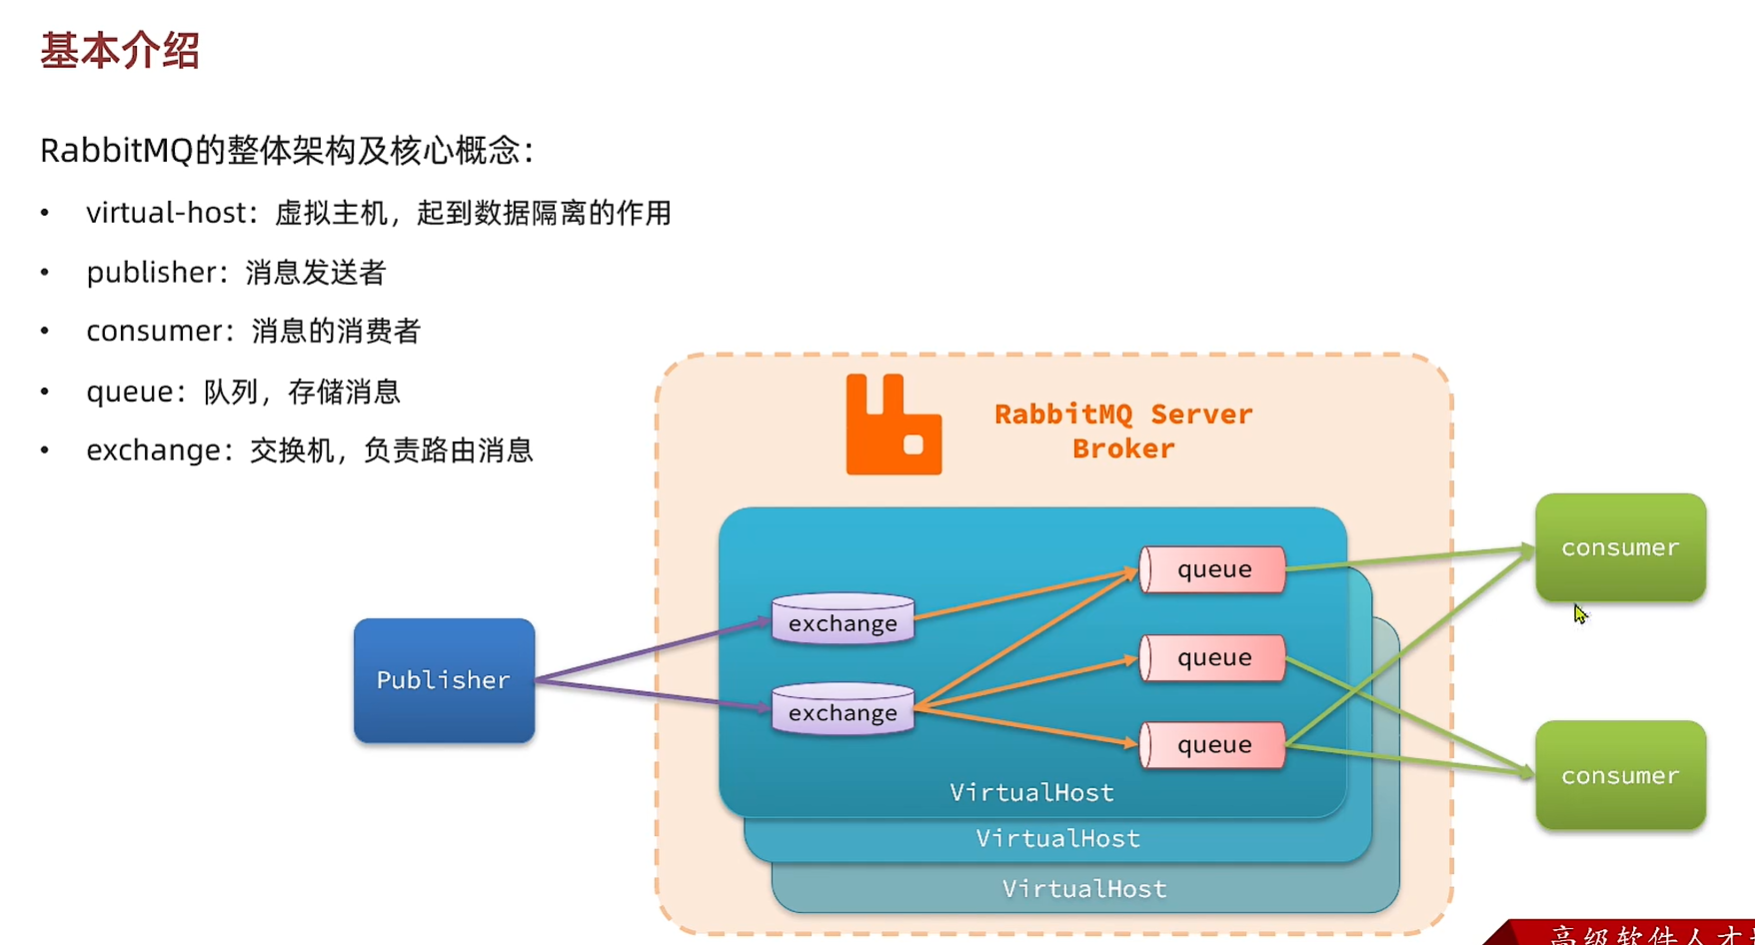 基本介绍
RabbitMQ的整体架构及核心概念：
• virtual-host：虚拟主机，起到数据隔离的作用
• publisher：消息发送者
• consumer：消息的消费者
• queue：队列，存储消息
• exchange：交换机，负责路由消息
RabbitMQ Server
Broker
Publisher
exchange
exchange
queue
queue
queue
VirtualHost
VirtualHost
VirtualHost
consumer
consumer
高级软件人才